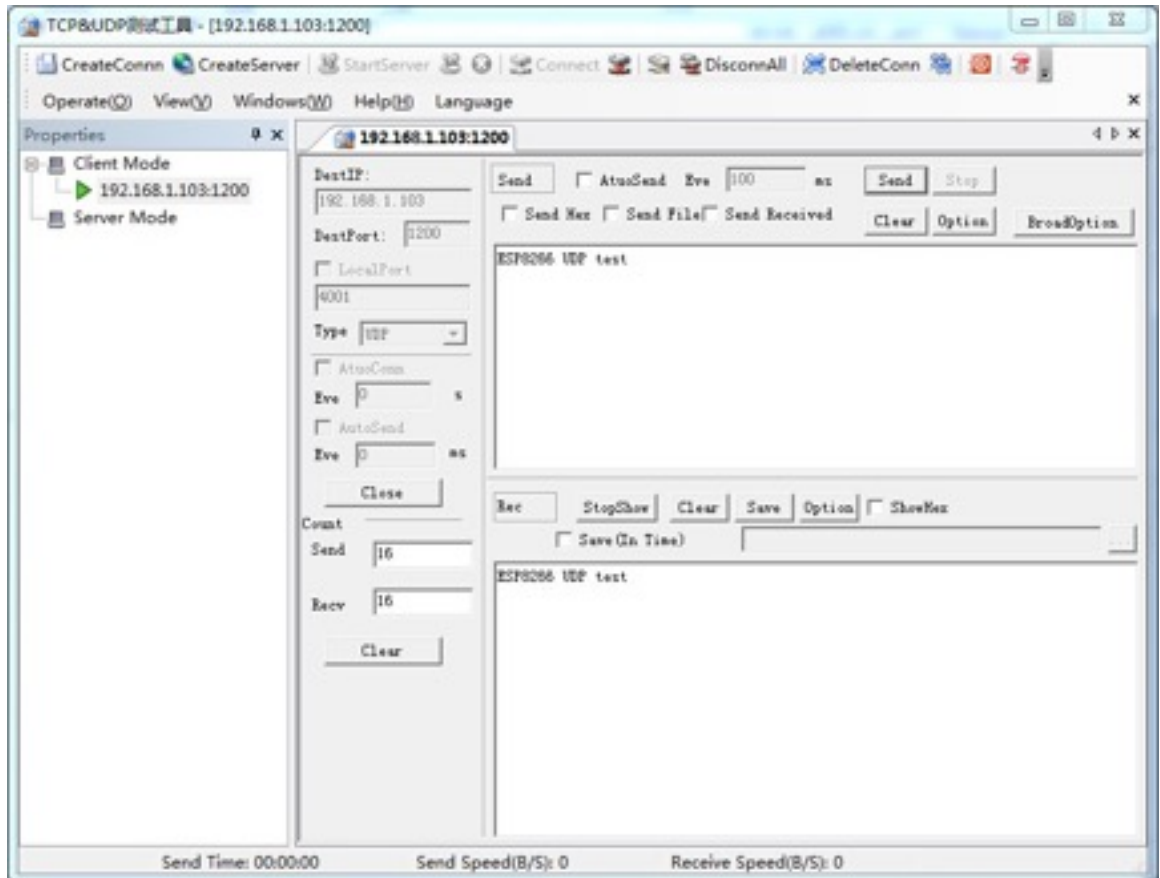 TCP&UDP测试工具 - [192.168.1.103:1200]
CreateConnn CreateServer StartServer Connect DisconnAll DeleteConn
Operate(O) View(V) Windows(W) Help(H) Language
Properties
192.168.1.103:1200
Client Mode
192.168.1.103:1200
Server Mode
DestIP:
192.168.1.103
DestPort: 1200
LocalPort
4001
Type UDP
AtuoConn
Eve 0 s
AutoSend
Eve 0 ms
Close
Count
Send 16
Recv 16
Clear
Send AtuoSend Eve 100 ms Send Stop
Send Hex Send File Send Received Clear Option BroadOption
ESP8266 UDP test
Rec StopShow Clear Save Option ShowHex
Save(In Time) ...
ESP8266 UDP test
Send Time: 00:00:00 Send Speed(B/S): 0 Receive Speed(B/S): 0